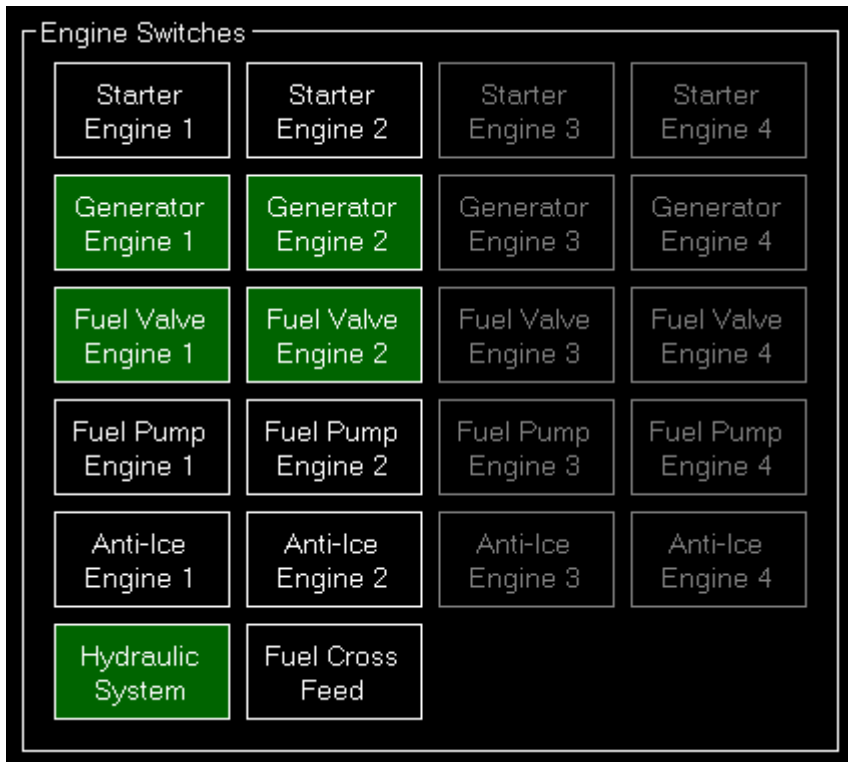 Engine Switches
Starter
Engine 1
Starter
Engine 2
Starter
Engine 3
Starter
Engine 4
Generator
Engine 1
Generator
Engine 2
Generator
Engine 3
Generator
Engine 4
Fuel Valve
Engine 1
Fuel Valve
Engine 2
Fuel Valve
Engine 3
Fuel Valve
Engine 4
Fuel Pump
Engine 1
Fuel Pump
Engine 2
Fuel Pump
Engine 3
Fuel Pump
Engine 4
Anti-Ice
Engine 1
Anti-Ice
Engine 2
Anti-Ice
Engine 3
Anti-Ice
Engine 4
Hydraulic
System
Fuel Cross
Feed